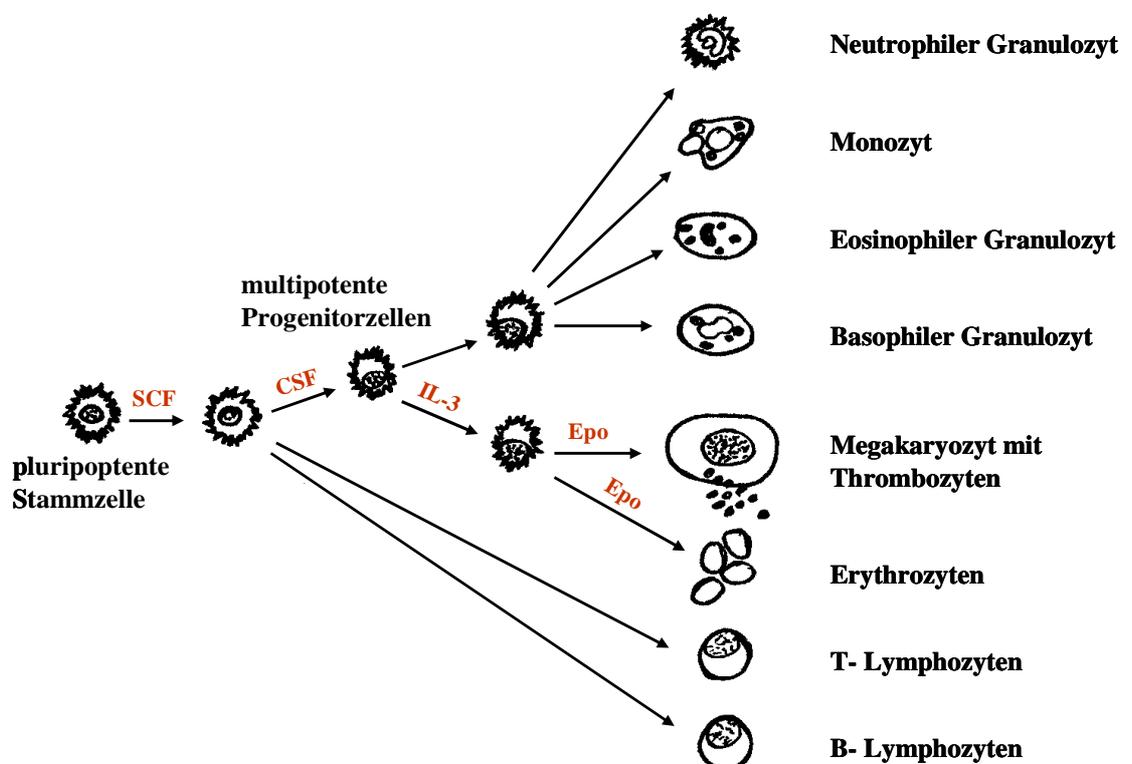 Neutrophiler Granulozyt
Monozyt
Eosinophiler Granulozyt
multipotente
Progenitorzellen
Basophiler Granulozyt
CSF
SCF
IL-3
Epo
Megakaryozyt mit
Thrombozyten
pluripoptente
Stammzelle
Epo
Erythrozyten
T- Lymphozyten
B- Lymphozyten